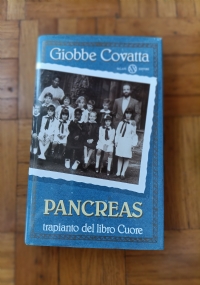 Giobbe Covatta
PANCREAS
trapianto del libro Cuore